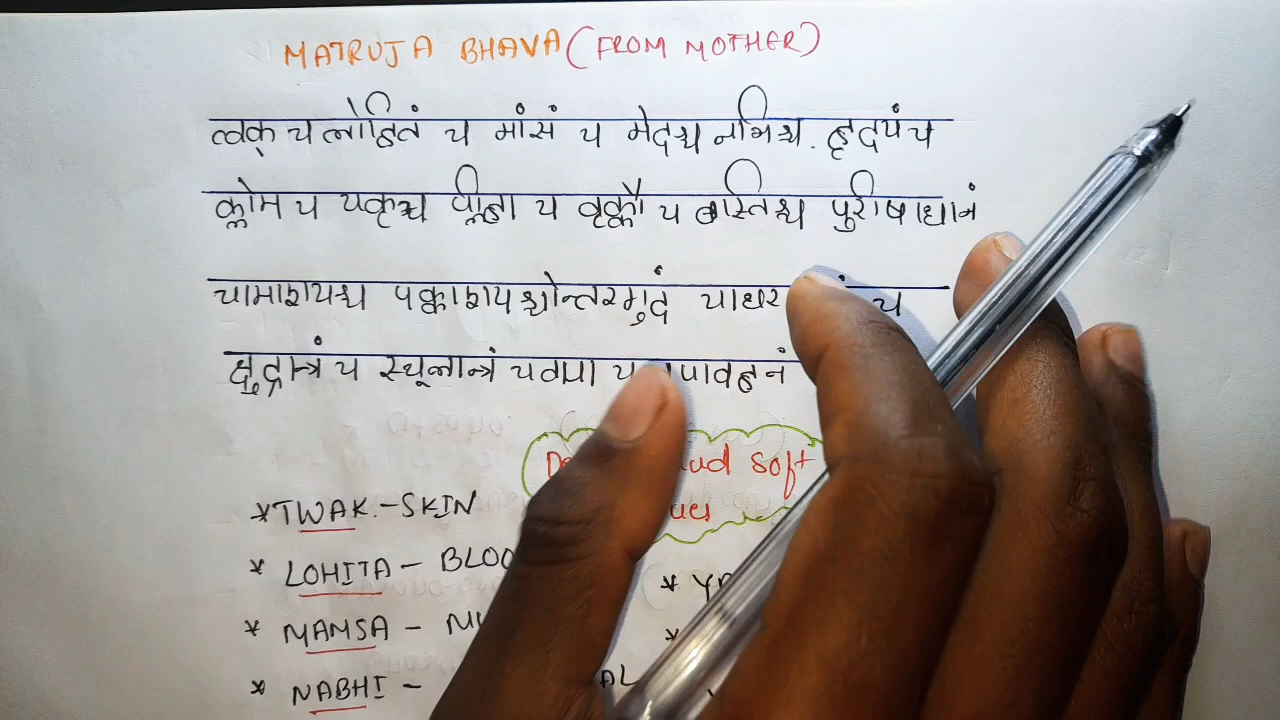 MATRUJA BHAVA (FROM MOTHER)
त्वक् च लोहितं च मांसं च मेदश्च नाभिश्च. हृदयं च
क्लोम च यकृच्च प्लीहा च वृक्कौ च बस्तिश्च पुरीषाधानं
चामाशयश्च पक्वाशयश्चोत्तरगुदं चाधर च
क्षुद्रान्त्रं च स्थूलान्त्रं च वपा च वपावहनं
Soft
*TWAK.-SKIN
* LOHITA-
* MAMSA-
* NABHI-